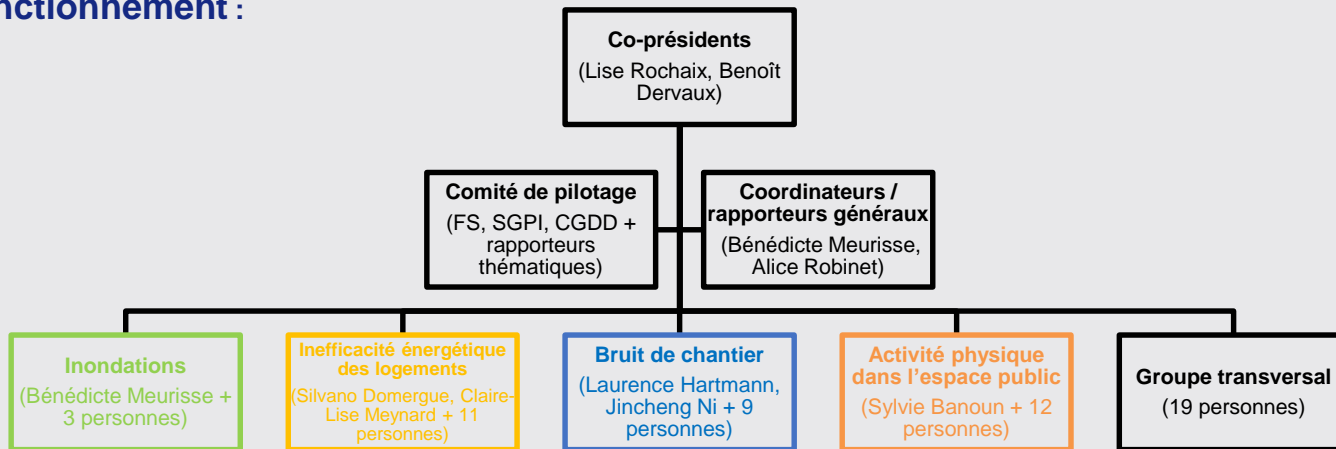 nctionnement :
Co-présidents
(Lise Rochaix, Benoît
Dervaux)
Comité de pilotage
(FS, SGPI, CGDD +
rapporteurs
thématiques)
Coordinateurs /
rapporteurs généraux
(Bénédicte Meurisse,
Alice Robinet)
Inondations
(Bénédicte Meurisse +
3 personnes)
Inefficacité énergétique
des logements
(Silvano Domergue, Claire-
Lise Meynard + 11
personnes)
Bruit de chantier
(Laurence Hartmann,
Jincheng Ni + 9
personnes)
Activité physique
dans l'espace public
(Sylvie Banoun + 12
personnes)
Groupe transversal
(19 personnes)